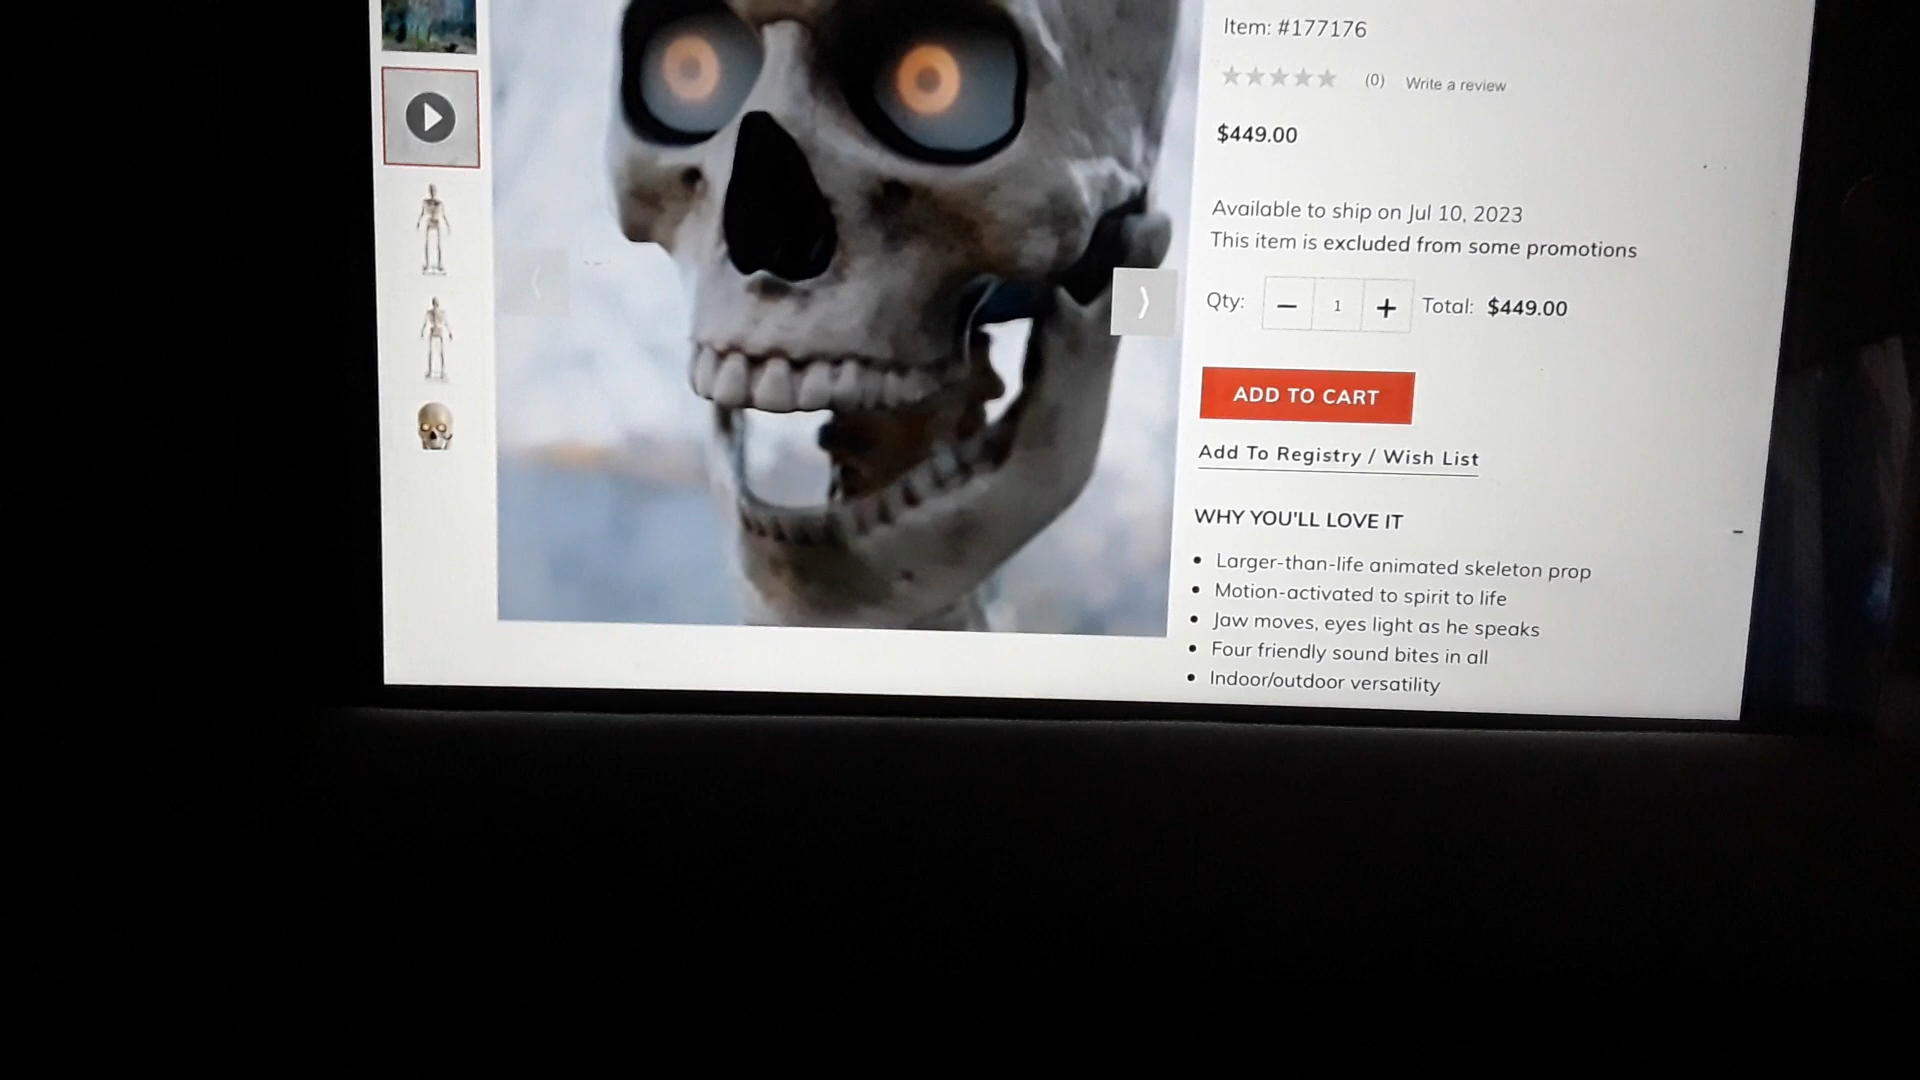 Item: #177176
(0) Write a review
$449.00
Available to ship on Jul 10, 2023
This item is excluded from some promotions
Qty: − 1 + Total: $449.00
ADD TO CART
Add To Registry / Wish List
WHY YOU'LL LOVE IT
• Larger-than-life animated skeleton prop
• Motion-activated to spirit to life
• Jaw moves, eyes light as he speaks
• Four friendly sound bites in all
• Indoor/outdoor versatility